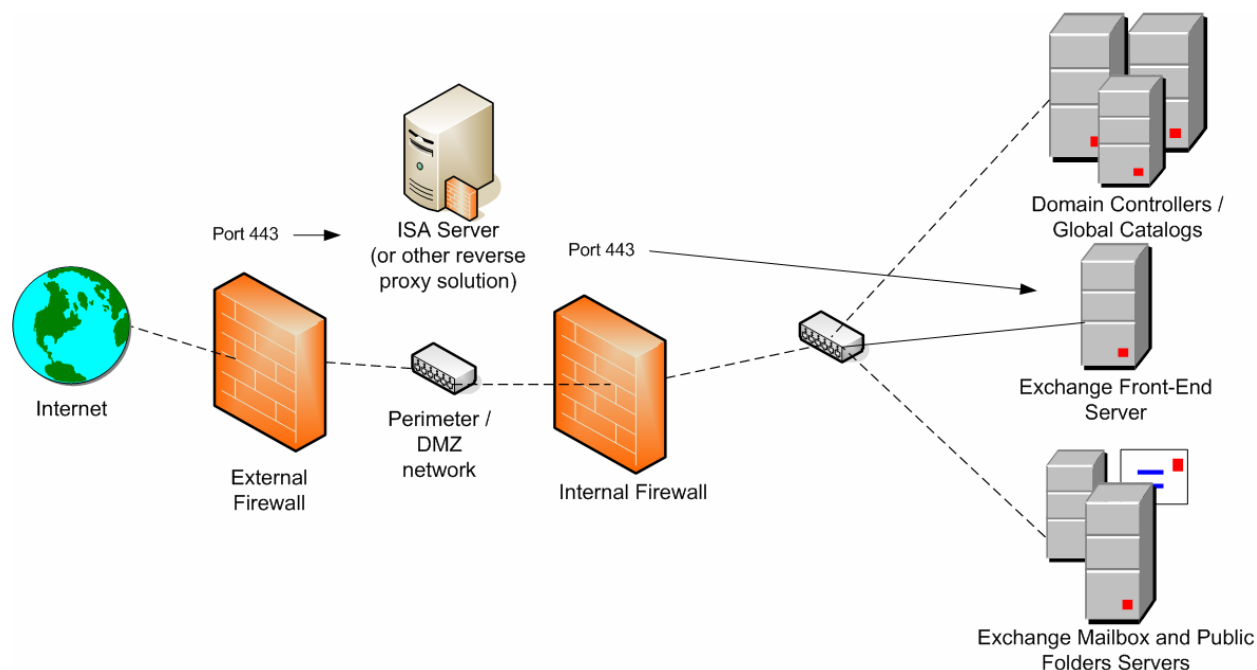 Port 443
ISA Server
(or other reverse
proxy solution)
Port 443
Domain Controllers /
Global Catalogs
Internet
External
Firewall
Perimeter /
DMZ
network
Internal Firewall
Exchange Front-End
Server
Exchange Mailbox and Public
Folders Servers